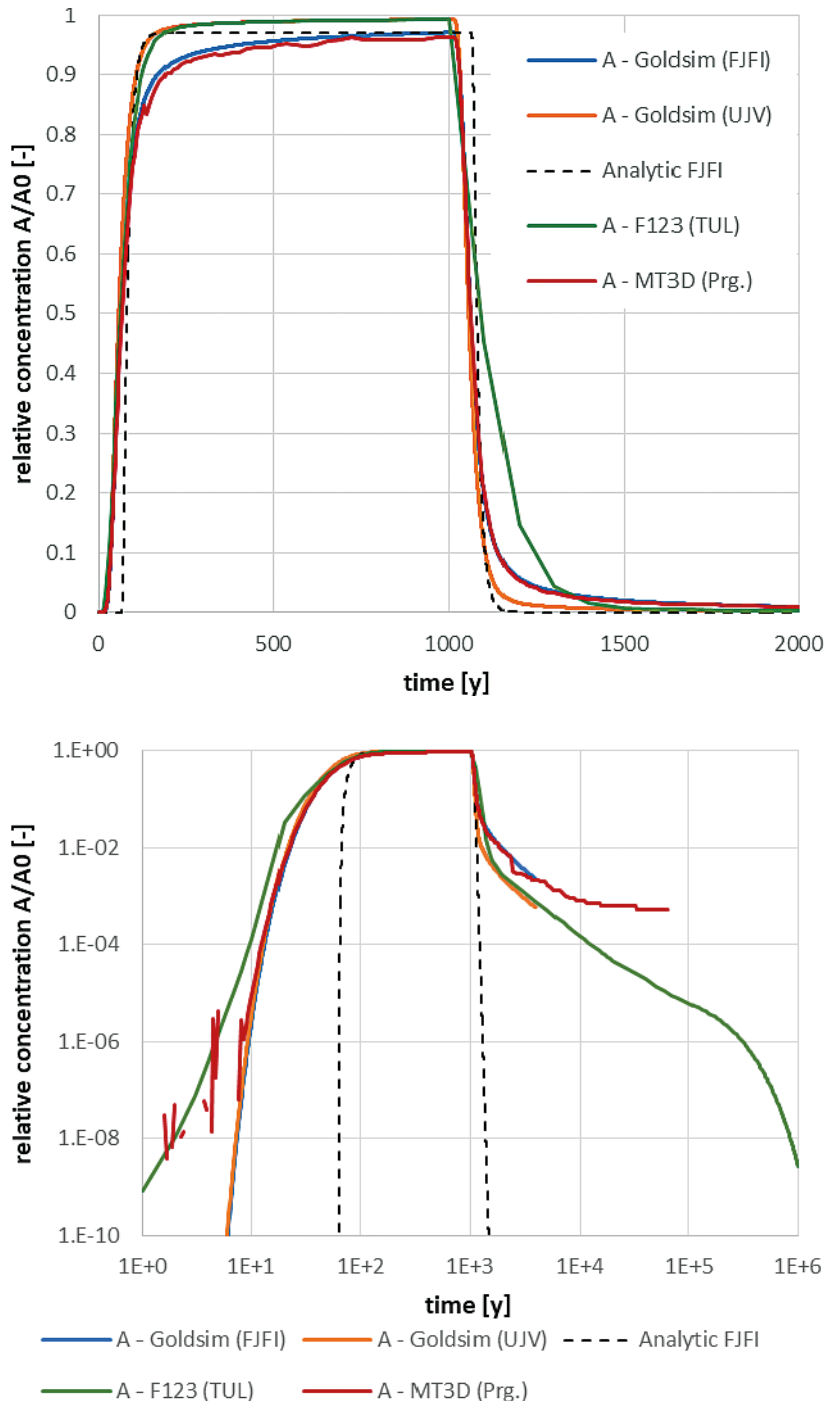 1
0.9
0.8
0.7
0.6
0.5
0.4
0.3
0.2
0.1
0
relative concentration A/A0 [-]
A - Goldsim (FJFI)
A - Goldsim (UJV)
Analytic FJFI
A - F123 (TUL)
A - MT3D (Prg.)
0 500 1000 1500 2000
time [y]
1.E+00
1.E-02
1.E-04
1.E-06
1.E-08
1.E-10
relative concentration A/A0 [-]
1E+0 1E+1 1E+2 1E+3 1E+4 1E+5 1E+6
time [y]
A - Goldsim (FJFI) A - Goldsim (UJV) Analytic FJFI
A - F123 (TUL) A - MT3D (Prg.)